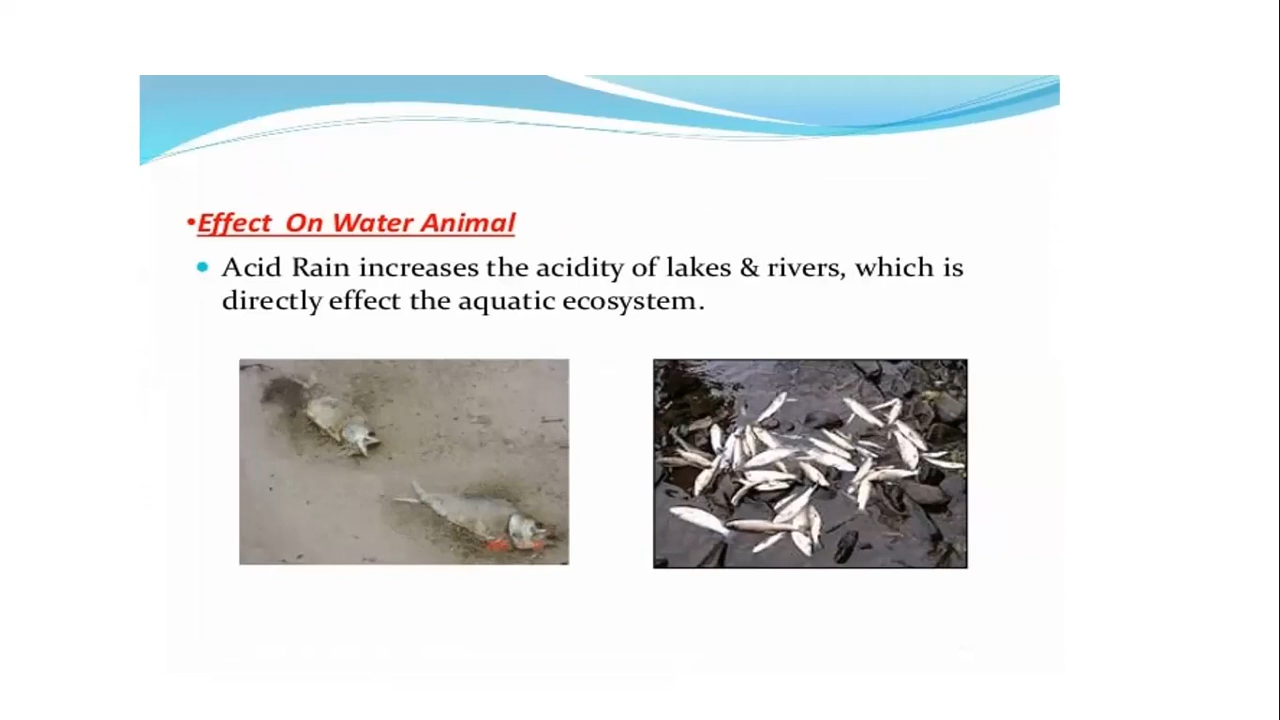 •Effect On Water Animal
• Acid Rain increases the acidity of lakes & rivers, which is
directly effect the aquatic ecosystem.